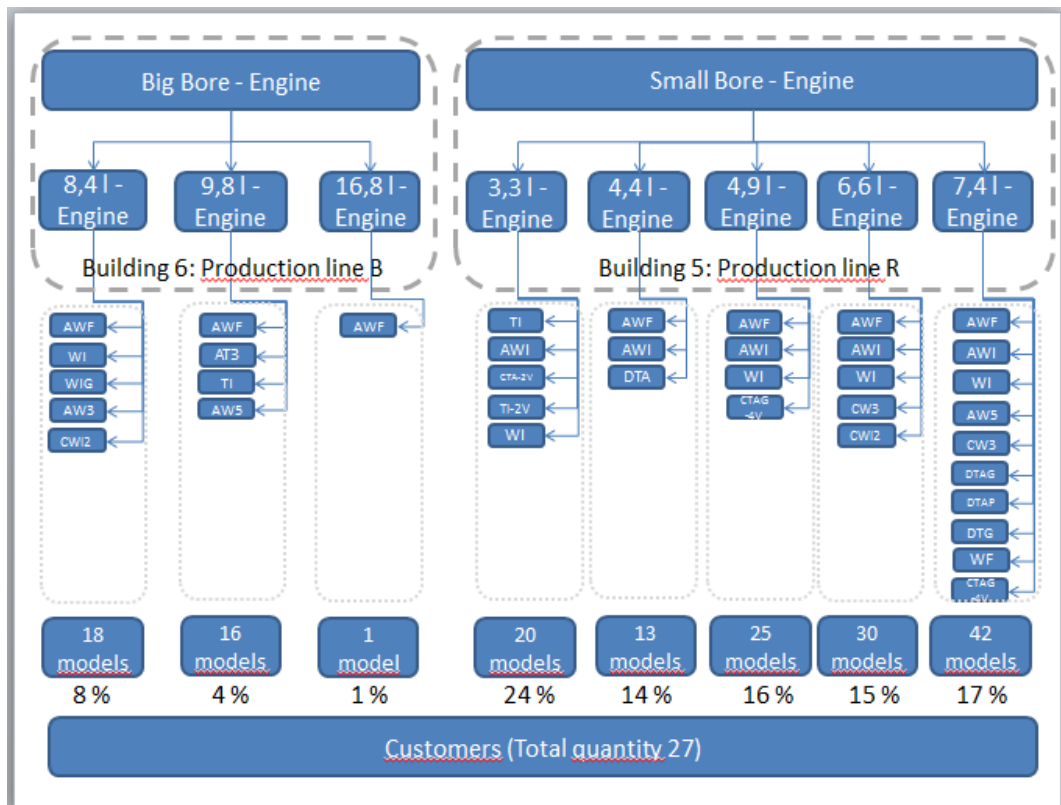 Big Bore - Engine
Small Bore - Engine
8,4 l -
Engine
9,8 l -
Engine
16,8 l -
Engine
3,3 l -
Engine
4,4 l -
Engine
4,9 l -
Engine
6,6 l -
Engine
7,4 l -
Engine
Building 6: Production line B
Building 5: Production line R
AWF
WI
WIG
AW3
CWI2
AWF
AT3
TI
AW5
AWF
TI
AWI
CTA-2V
TI-2V
WI
AWF
AWI
DTA
AWF
AWI
WI
CTAG
-4V
AWF
AWI
WI
CW3
CWI2
AWF
AWI
WI
AW5
CW3
DTAG
DTAP
DTG
WF
CTAG
-4V
18
models
16
models
1
model
20
models
13
models
25
models
30
models
42
models
8 %
4 %
1 %
24 %
14 %
16 %
15 %
17 %
Customers (Total quantity 27)